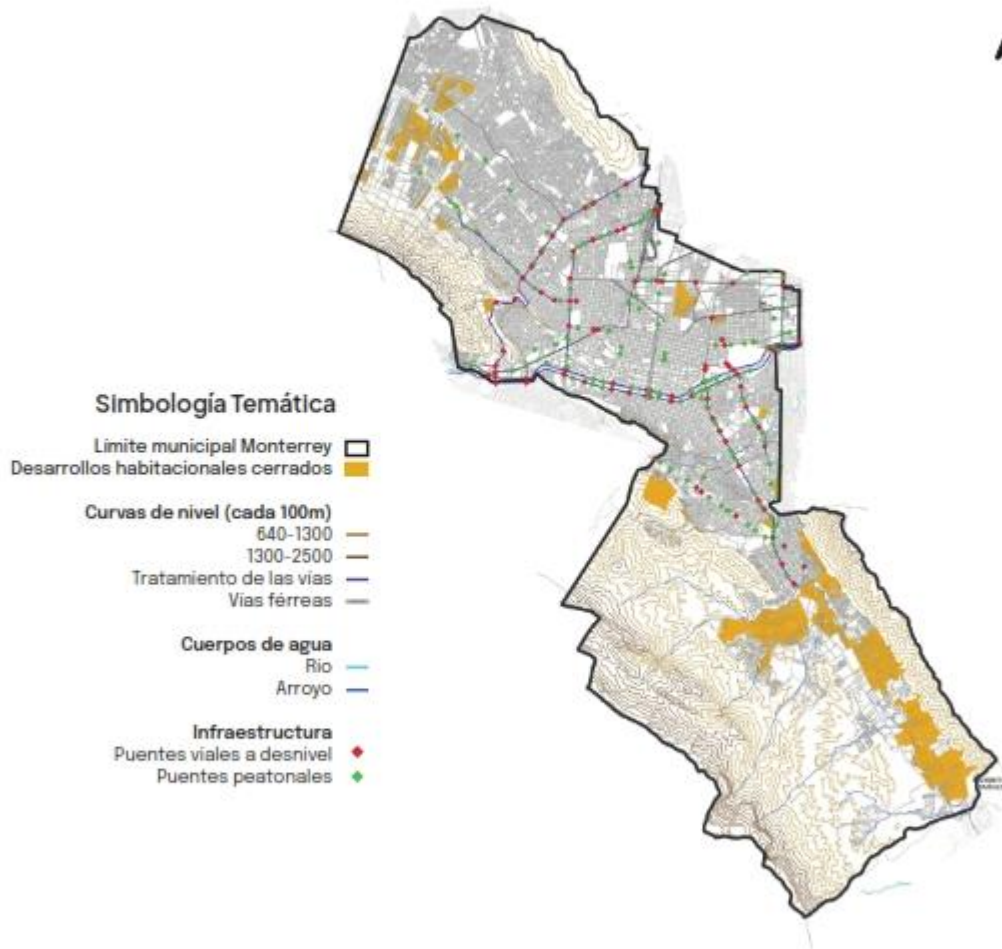 Simbología Temática
Límite municipal Monterrey
Desarrollos habitacionales cerrados
Curvas de nivel (cada 100m)
640-1300
1300-2500
Tratamiento de las vías
Vías férreas
Cuerpos de agua
Rio
Arroyo
Infraestructura
Puentes viales a desnivel
Puentes peatonales